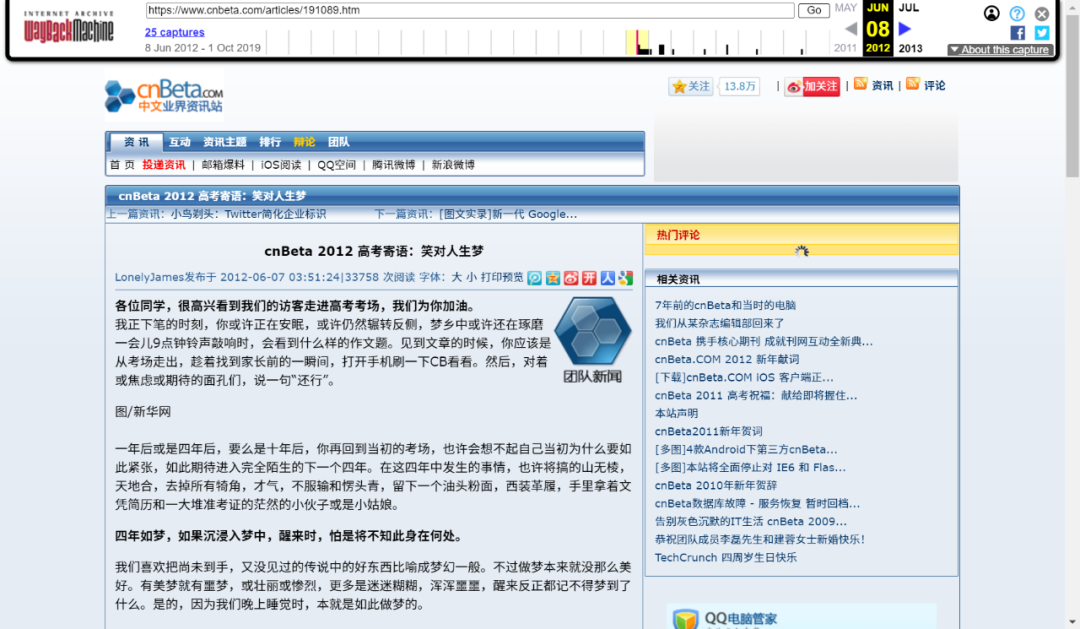 INTERNET ARCHIVE
WayBackMachine
https://www.cnbeta.com/articles/191089.htm
Go
MAY JUN JUL
25 captures
08
8 Jun 2012 - 1 Oct 2019
2011 2012 2013
About this capture
cnBeta.COM
中文业界资讯站
关注 13.8万 | 加关注 | 资讯 | 评论
资讯 互动 资讯主题 排行 辩论 团队
首页 投递资讯 | 邮箱爆料 | iOS阅读 | QQ空间 | 腾讯微博 | 新浪微博
cnBeta 2012 高考寄语：笑对人生梦
上一篇资讯：小鸟剃头：Twitter简化企业标识 下一篇资讯：[图文实录]新一代 Google...
cnBeta 2012 高考寄语：笑对人生梦
LonelyJames发布于 2012-06-07 03:51:24|33758 次阅读 字体：大 小 打印预览
各位同学，很高兴看到我们的访客走进高考考场，我们为你加油。
我正下笔的时刻，你或许正在安眠，或许仍然辗转反侧，梦乡中或许还在琢磨
一会儿9点钟铃声敲响时，会看到什么样的作文题。见到文章的时候，你应该是
从考场走出，趁着找到家长前的一瞬间，打开手机刷一下CB看看。然后，对着
或焦虑或期待的面孔们，说一句“还行”。
团队新闻
图/新华网
一年后或是四年后，要么是十年后，你再回到当初的考场，也许会想不起自己当初为什么要如
此紧张，如此期待进入完全陌生的下一个四年。在这四年中发生的事情，也许将搞的山无棱，
天地合，去掉所有犄角，才气，不服输和愣头青，留下一个油头粉面，西装革履，手里拿着文
凭简历和一大堆准考证的茫然的小伙子或是小姑娘。
四年如梦，如果沉浸入梦中，醒来时，怕是将不知此身在何处。
我们喜欢把尚未到手，又没见过的传说中的好东西比喻成梦幻一般。不过做梦本来就没那么美
好。有美梦就有噩梦，或壮丽或惨烈，更多是迷迷糊糊，浑浑噩噩，醒来反正都记不得梦到了
什么。是的，因为我们晚上睡觉时，本就是如此做梦的。
热门评论
相关资讯
7年前的cnBeta和当时的电脑
我们从某杂志编辑部回来了
cnBeta 携手核心期刊 成就刊网互动全新典...
cnBeta.COM 2012 新年献词
[下载]cnBeta.COM iOS 客户端正...
cnBeta 2011 高考祝福：献给即将握住...
本站声明
cnBeta2011新年贺词
[多图]4款Android下第三方cnBeta...
[多图]本站将全面停止对 IE6 和 Flas...
cnBeta 2010年新年贺辞
cnBeta数据库故障 - 服务恢复 暂时回档...
告别灰色沉默的IT生活 cnBeta 2009...
恭祝团队成员李磊先生和建蓉女士新婚快乐!
TechCrunch 四周岁生日快乐
QQ电脑管家